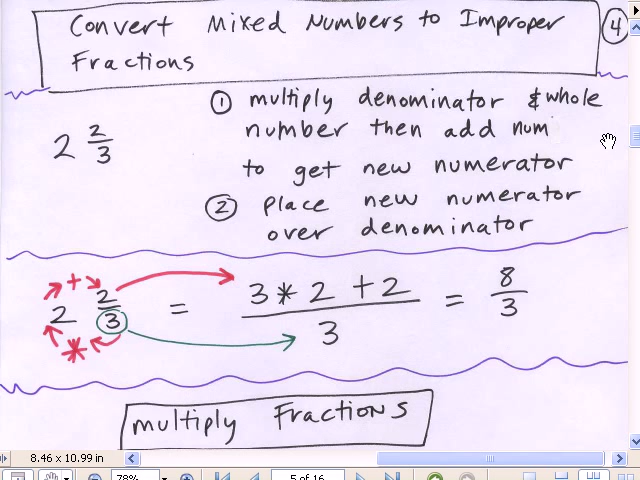 Convert Mixed Numbers to Improper
④
Fractions
① multiply denominator & whole
number then add num
2 2/3
to get new numerator
② place new numerator
over denominator
+
2 2/3 = 3*2+2/3 = 8/3
*
multiply Fractions
8.46 x 10.99 in
78%
5 of 16